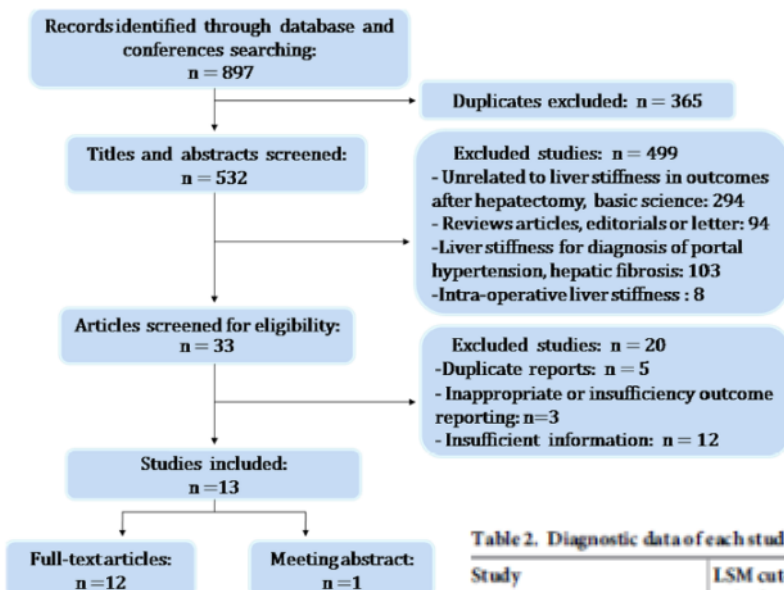 Records identified through database and
conferences searching:
n = 897
Duplicates excluded: n = 365
Titles and abstracts screened:
n = 532
Excluded studies: n = 499
- Unrelated to liver stiffness in outcomes
after hepatectomy, basic science: 294
- Reviews articles, editorials or letter: 94
-Liver stiffness for diagnosis of portal
hypertension, hepatic fibrosis: 103
-Intra-operative liver stiffness : 8
Articles screened for eligibility:
n = 33
Excluded studies: n = 20
-Duplicate reports: n = 5
- Inappropriate or insufficiency outcome
reporting: n=3
- Insufficient information: n = 12
Studies included:
n =13
Full-text articles:
n =12
Meeting abstract:
n =1
Table 2. Diagnostic data of each stud
Study LSM cut